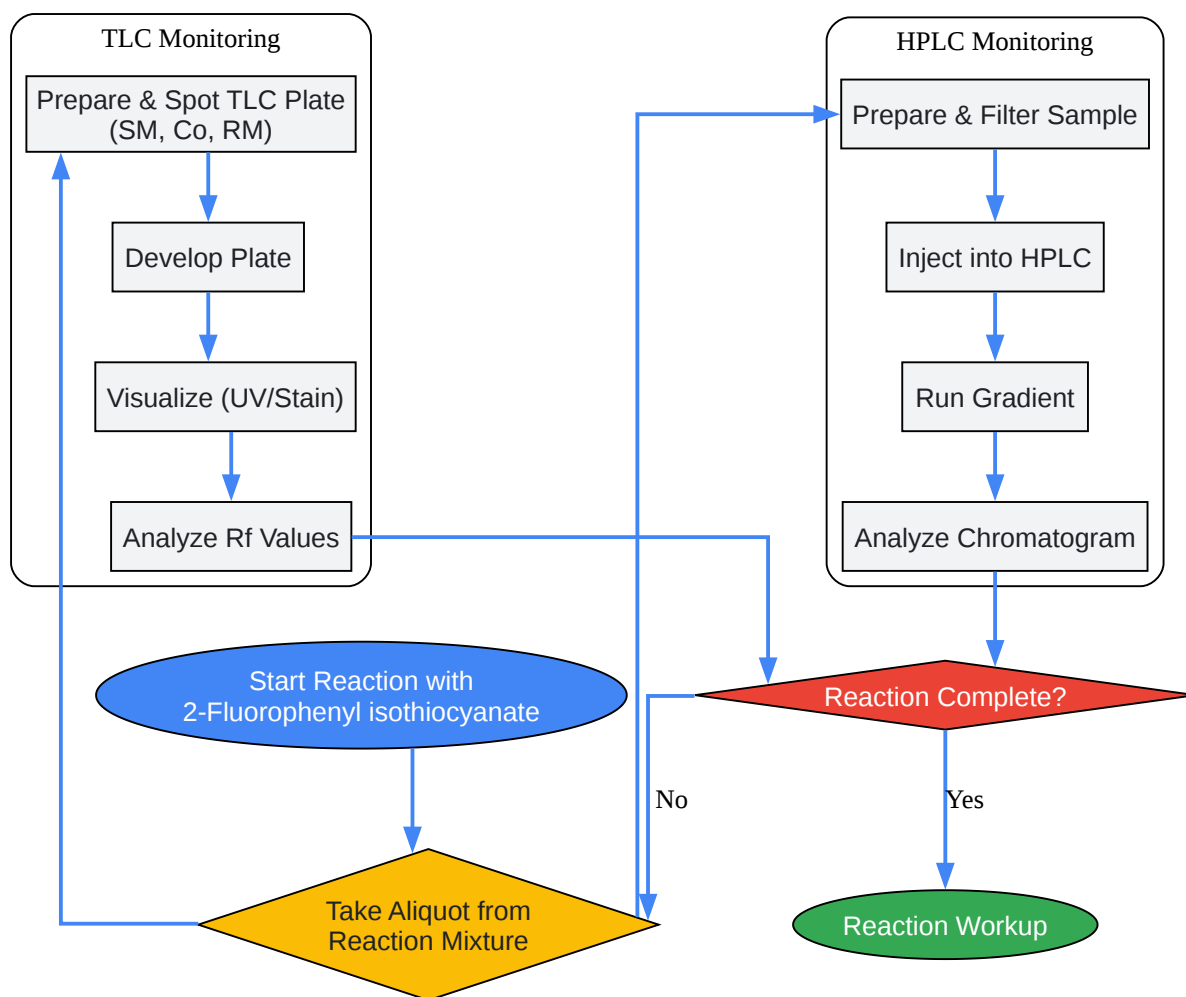 TLC Monitoring
Prepare & Spot TLC Plate
(SM, Co, RM)
Develop Plate
Visualize (UV/Stain)
Analyze Rf Values
HPLC Monitoring
Prepare & Filter Sample
Inject into HPLC
Run Gradient
Analyze Chromatogram
Start Reaction with
2-Fluorophenyl isothiocyanate
Reaction Complete?
No
Yes
Take Aliquot from
Reaction Mixture
Reaction Workup